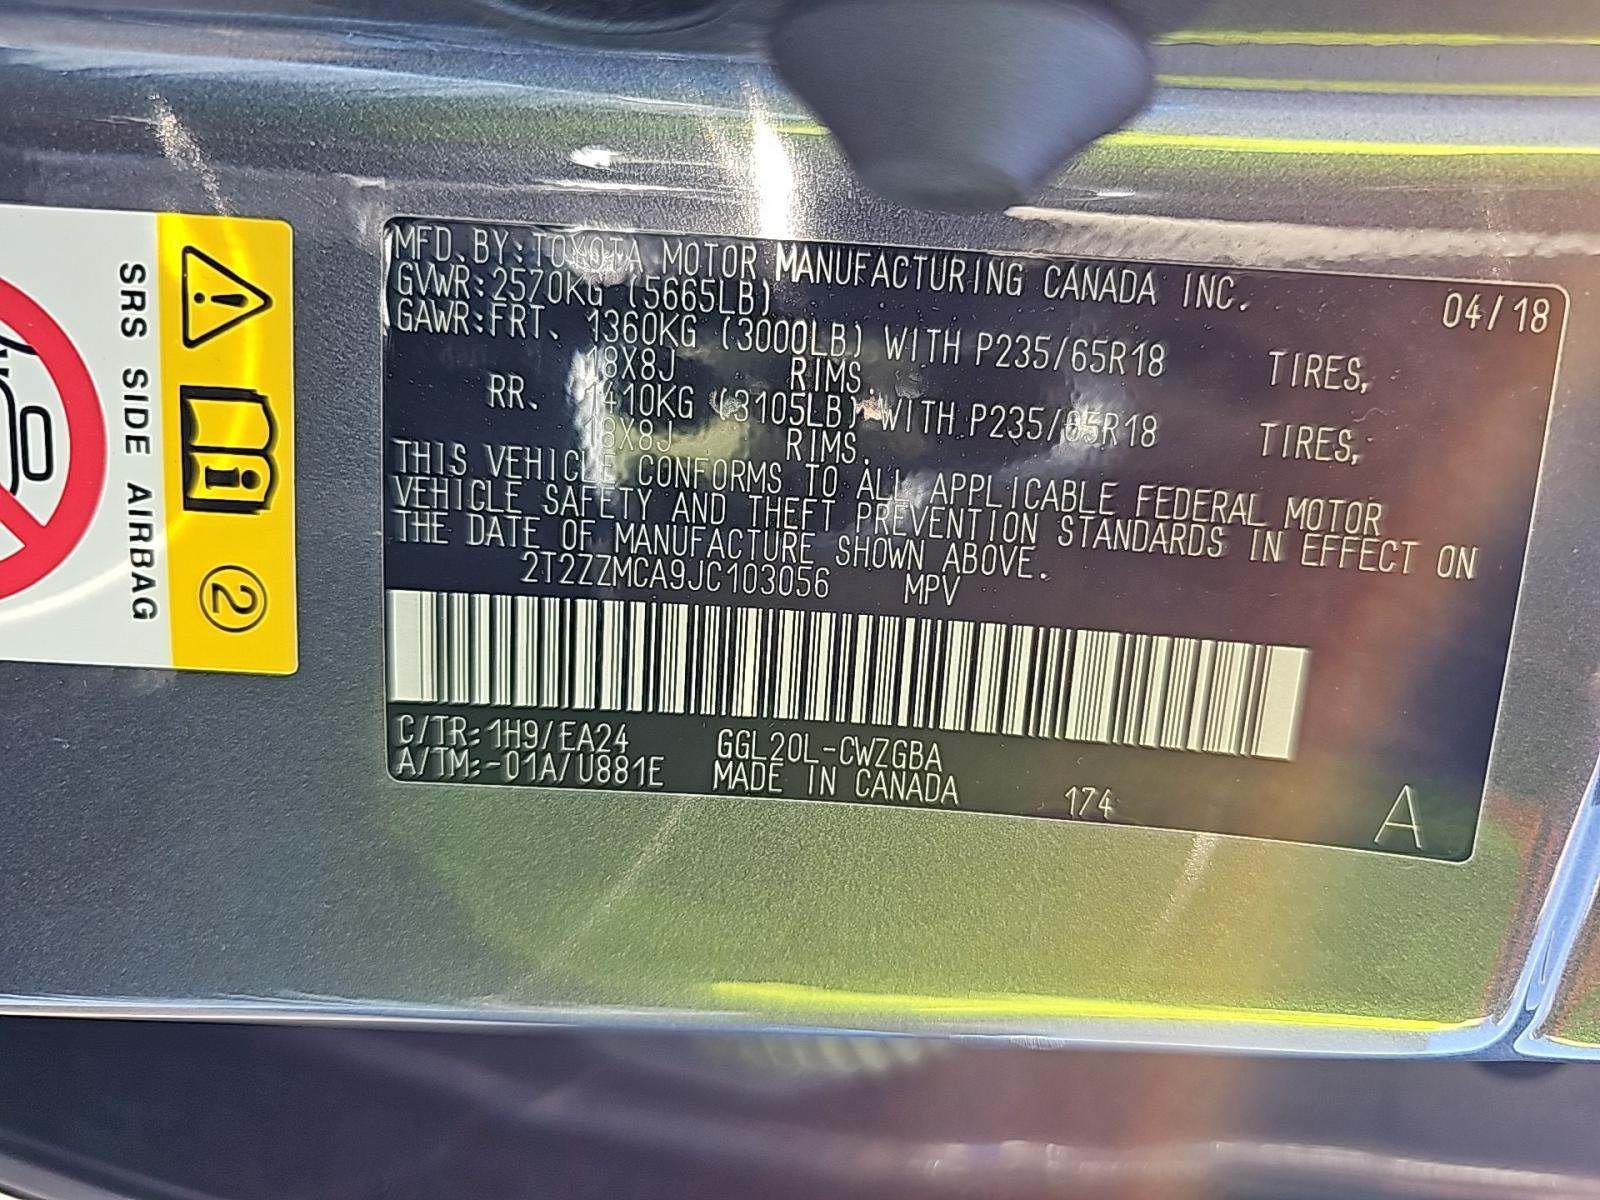 MFD.BY:TOYOTA MOTOR MANUFACTURING CANADA INC. 04/18
GVWR:2570KG (5665LB)
GAWR:FRT. 1360KG (3000LB) WITH P235/65R18 TIRES,
18X8J RIMS.
RR. 1410KG (3105LB) WITH P235/65R18 TIRES,
18X8J RIMS.
THIS VEHICLE CONFORMS TO ALL APPLICABLE FEDERAL MOTOR
VEHICLE SAFETY AND THEFT PREVENTION STANDARDS IN EFFECT ON
THE DATE OF MANUFACTURE SHOWN ABOVE.
2T2ZZMCA9JC103056 MPV
C/TR:1H9/EA24 GGL20L-CWZGBA
A/TM:-01A/U881E MADE IN CANADA 174 A
SRS SIDE AIRBAG
2